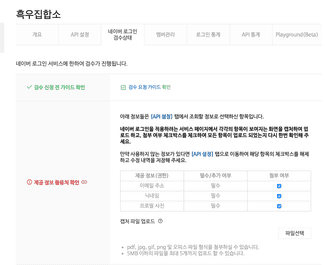 흑우집합소
개요
API 설정
네이버 로그인
검수상태
멤버관리
로그인 통계
API 통계
Playground(Beta)
네이버 로그인 서비스에 한하여 검수가 진행됩니다.
검수 신청 전 가이드 확인
검수 요청 가이드 확인
아래 정보들은 [API 설정] 탭에서 조회할 정보로 선택하신 항목입니다.
네이버 로그인을 적용하려는 서비스 페이지에서 각각의 항목이 보여지는 화면을 캡쳐하여 업
로드 하고, 첨부 여부 체크박스를 체크하여 모든 항목이 업로드 되었는지 다시 한번 확인해 주
세요.
만약 사용하지 않는 정보가 있다면 [API 설정] 탭으로 이동하여 해당 항목의 체크박스를 해제
하고 수정 내역을 저장해 주세요.
제공 정보 활용처 확인
제공 정보(권한)
필수/추가 여부
첨부 여부
이메일 주소
필수
닉네임
필수
프로필 사진
필수
캡처 파일 업로드
파일선택
pdf, jpg, gif, png 및 오피스 파일 형식을 첨부하실 수 있습니다.
5MB 이하의 파일을 최대 5개까지 업로드 할 수 있습니다.